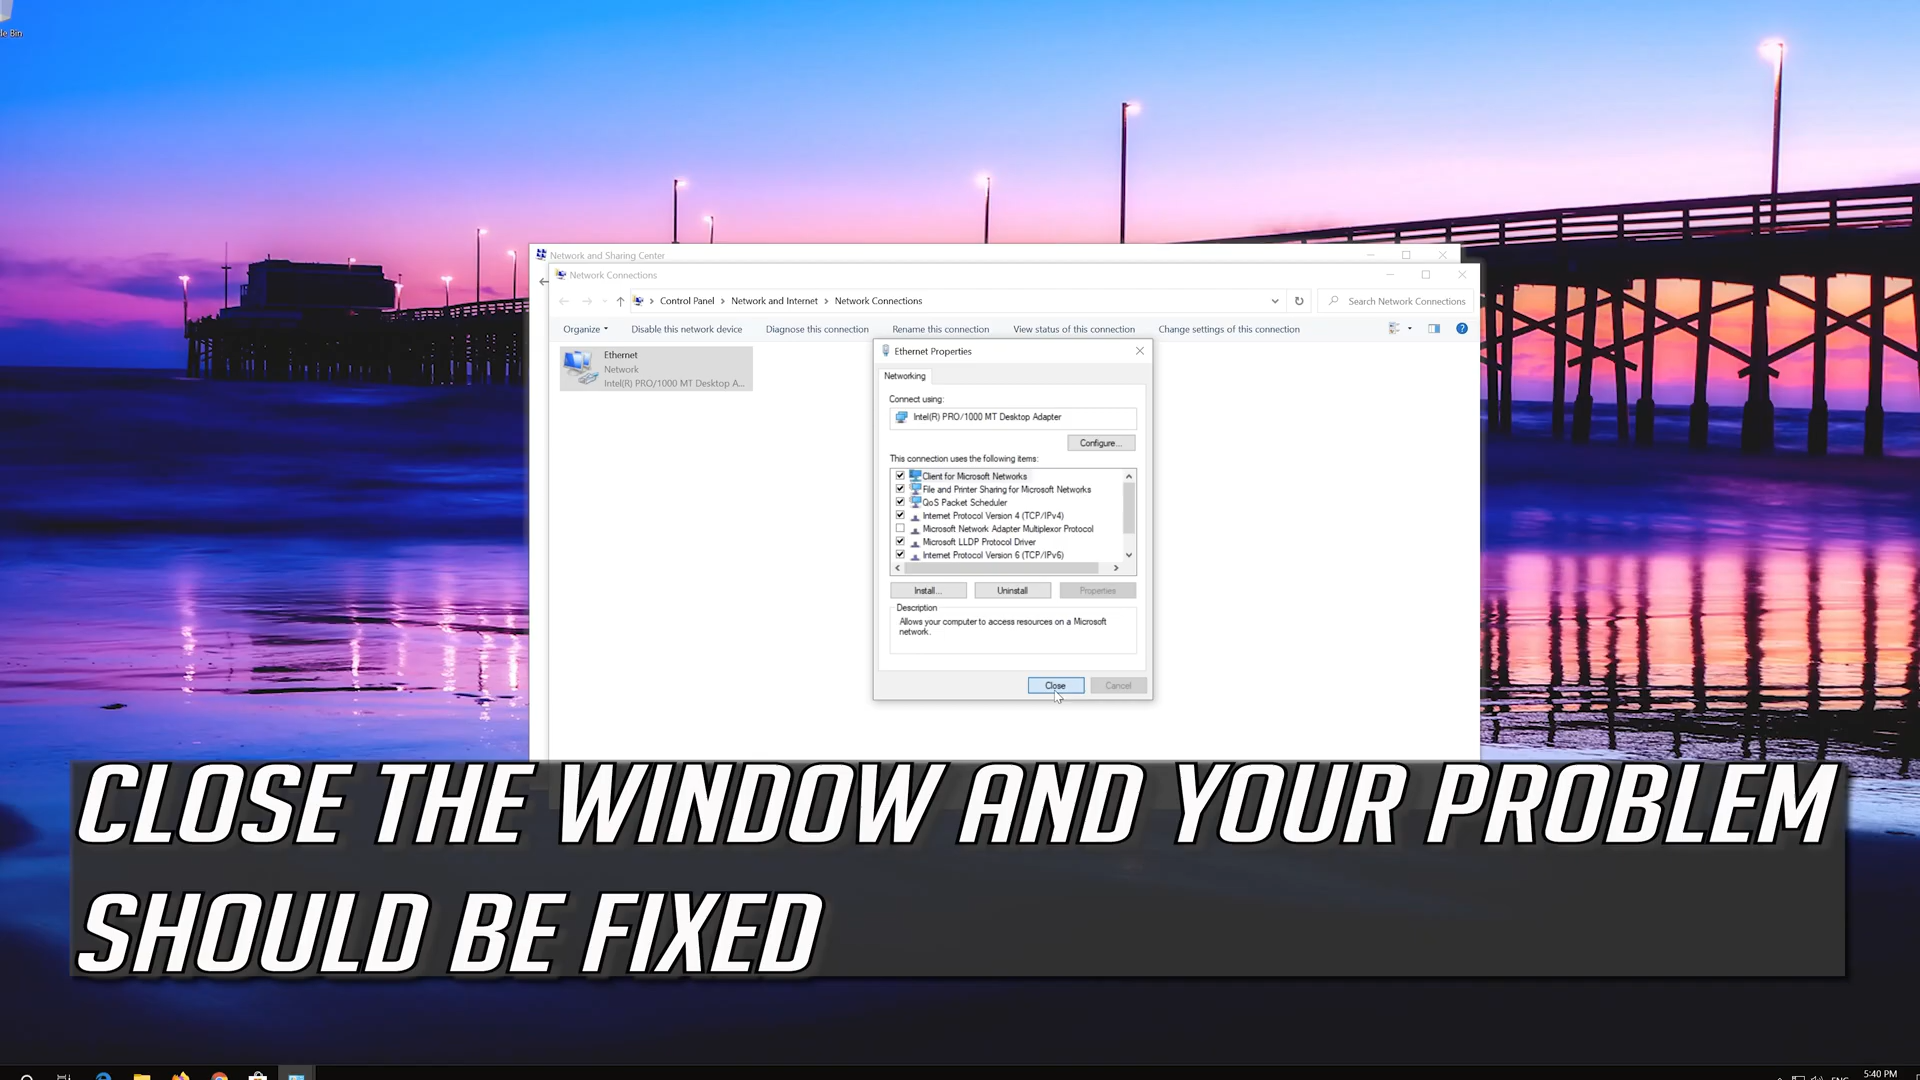 le Bin
Network and Sharing Center
Network Connections
Control Panel > Network and Internet > Network Connections
Search Network Connections
Organize
Disable this network device
Diagnose this connection
Rename this connection
View status of this connection
Change settings of this connection
Ethernet
Network
Intel(R) PRO/1000 MT Desktop A...
Ethernet Properties
Networking
Connect using:
Intel(R) PRO/1000 MT Desktop Adapter
Configure...
This connection uses the following items:
Client for Microsoft Networks
File and Printer Sharing for Microsoft Networks
QoS Packet Scheduler
Internet Protocol Version 4 (TCP/IPv4)
Microsoft Network Adapter Multiplexor Protocol
Microsoft LLDP Protocol Driver
Internet Protocol Version 6 (TCP/IPv6)
Install...
Uninstall
Properties
Description
Allows your computer to access resources on a Microsoft
network.
Close
Cancel
CLOSE THE WINDOW AND YOUR PROBLEM
SHOULD BE FIXED
5:40 PM